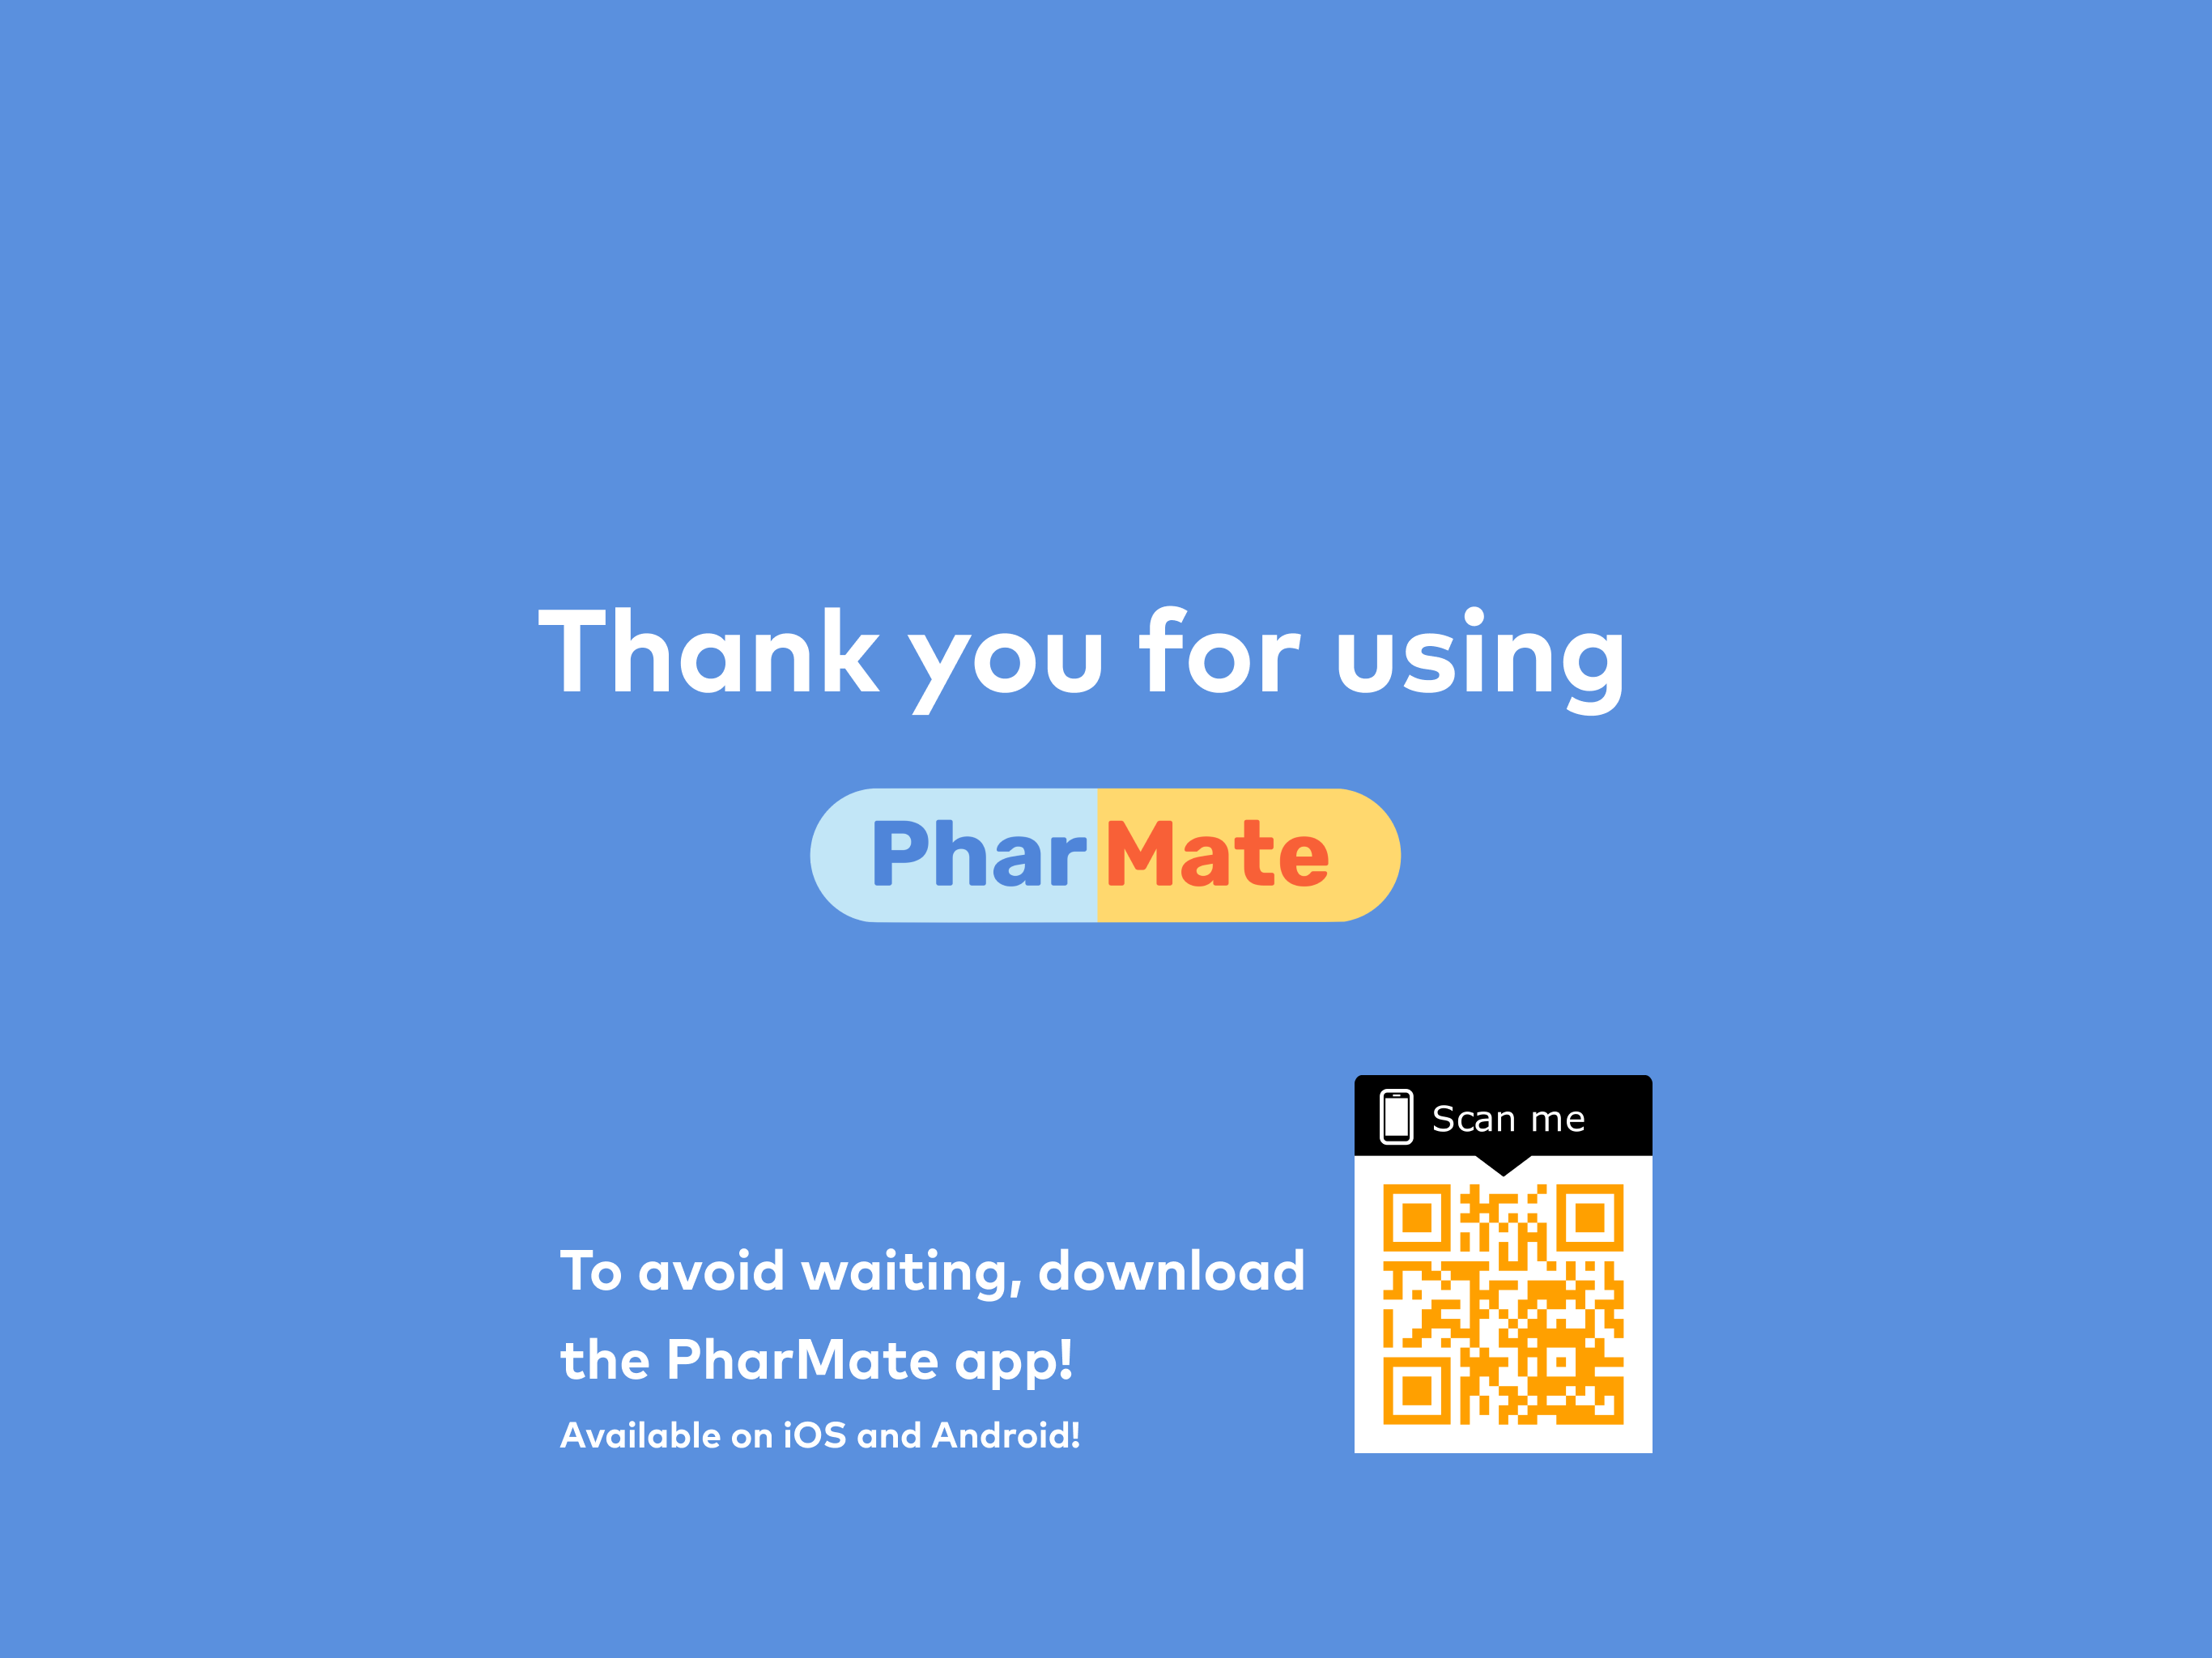 Thank you for using
PharMate
Scan me
To avoid waiting, download
the PharMate app!
Available on iOS and Android!